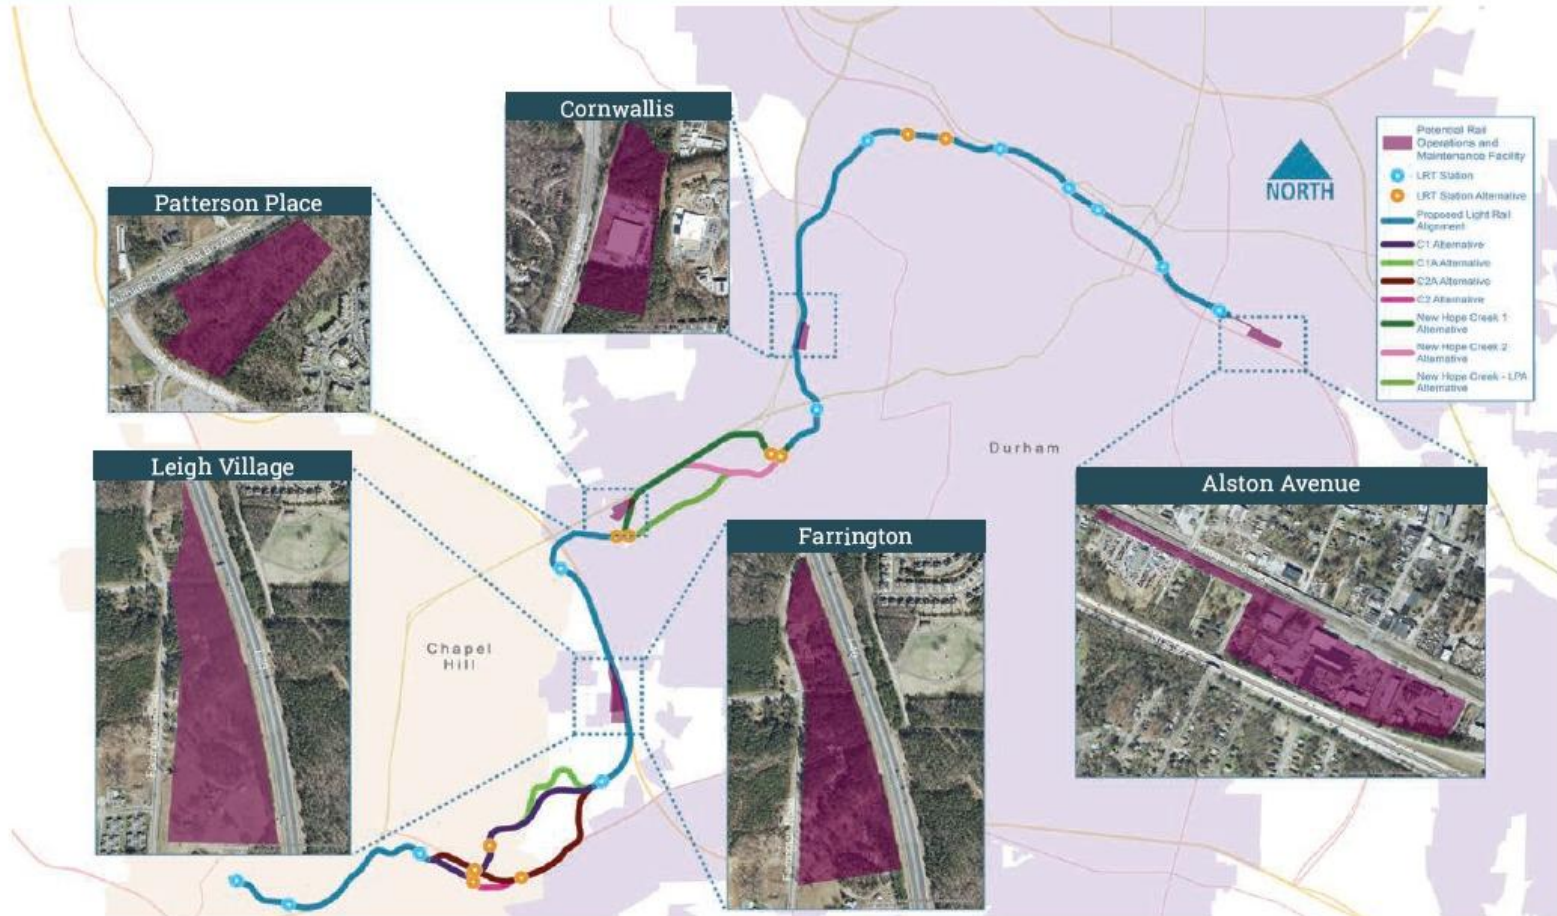 Cornwallis
Patterson Place
Leigh Village
Farrington
Alston Avenue
NORTH
Potential Rail
Operations and
Maintenance Facility
LRT Station
LRT Station Alternative
Proposed Light Rail
Alignment
C1 Alternative
C1A Alternative
C2A Alternative
C2 Alternative
New Hope Creek 1
Alternative
New Hope Creek 2
Alternative
New Hope Creek - LPA
Alternative
Durham
Chapel
Hill